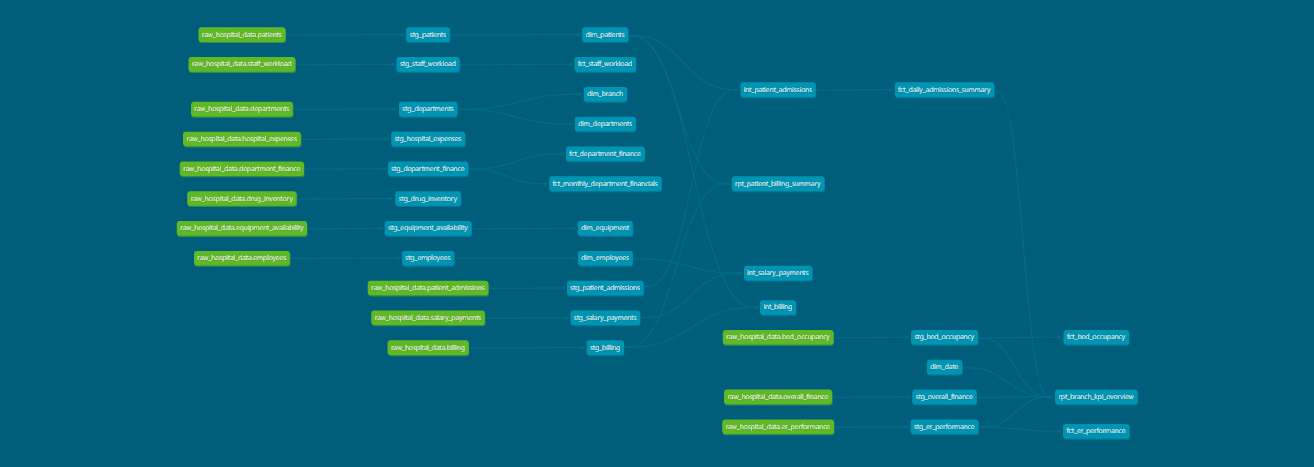 raw_hospital_data.patients
stg_patients
dim_patients
raw_hospital_data.staff_workload
stg_staff_workload
fct_staff_workload
int_patient_admissions
fct_daily_admissions_summary
dim_branch
raw_hospital_data.departments
stg_departments
dim_departments
raw_hospital_data.hospital_expenses
stg_hospital_expenses
fct_department_finance
raw_hospital_data.department_finance
stg_department_finance
fct_monthly_department_financials
rpt_patient_billing_summary
raw_hospital_data.drug_inventory
stg_drug_inventory
raw_hospital_data.equipment_availability
stg_equipment_availability
dim_equipment
raw_hospital_data.employees
stg_employees
dim_employees
int_salary_payments
raw_hospital_data.patient_admissions
stg_patient_admissions
int_billing
raw_hospital_data.salary_payments
stg_salary_payments
raw_hospital_data.bed_occupancy
stg_bed_occupancy
fct_bed_occupancy
raw_hospital_data.billing
stg_billing
dim_date
raw_hospital_data.overall_finance
stg_overall_finance
rpt_branch_kpi_overview
raw_hospital_data.er_performance
stg_er_performance
fct_er_performance